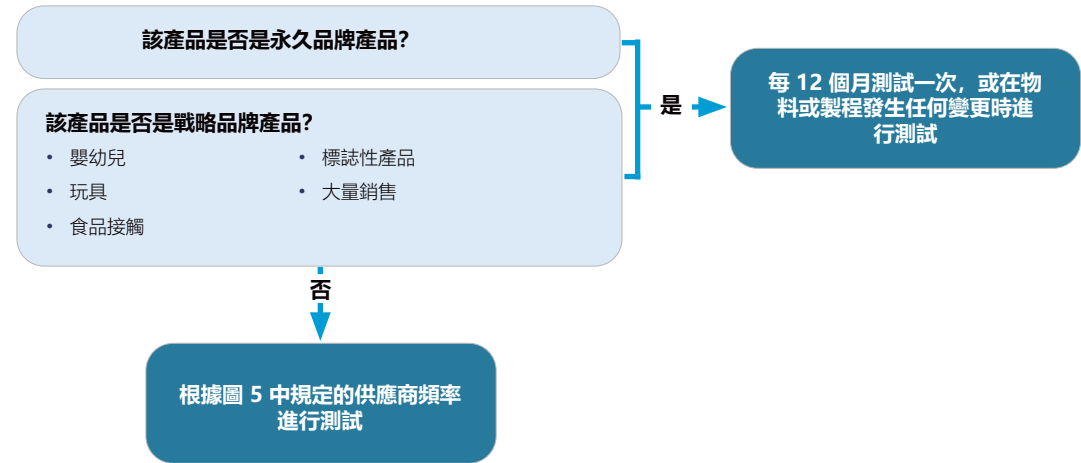 該產品是否是永久品牌產品?
該產品是否是戰略品牌產品?
• 嬰幼兒
• 玩具
• 食品接觸
• 標誌性產品
• 大量銷售
是
每 12 個月測試一次，或在物
料或製程發生任何變更時進
行測試
否
根據圖 5 中規定的供應商頻率
進行測試